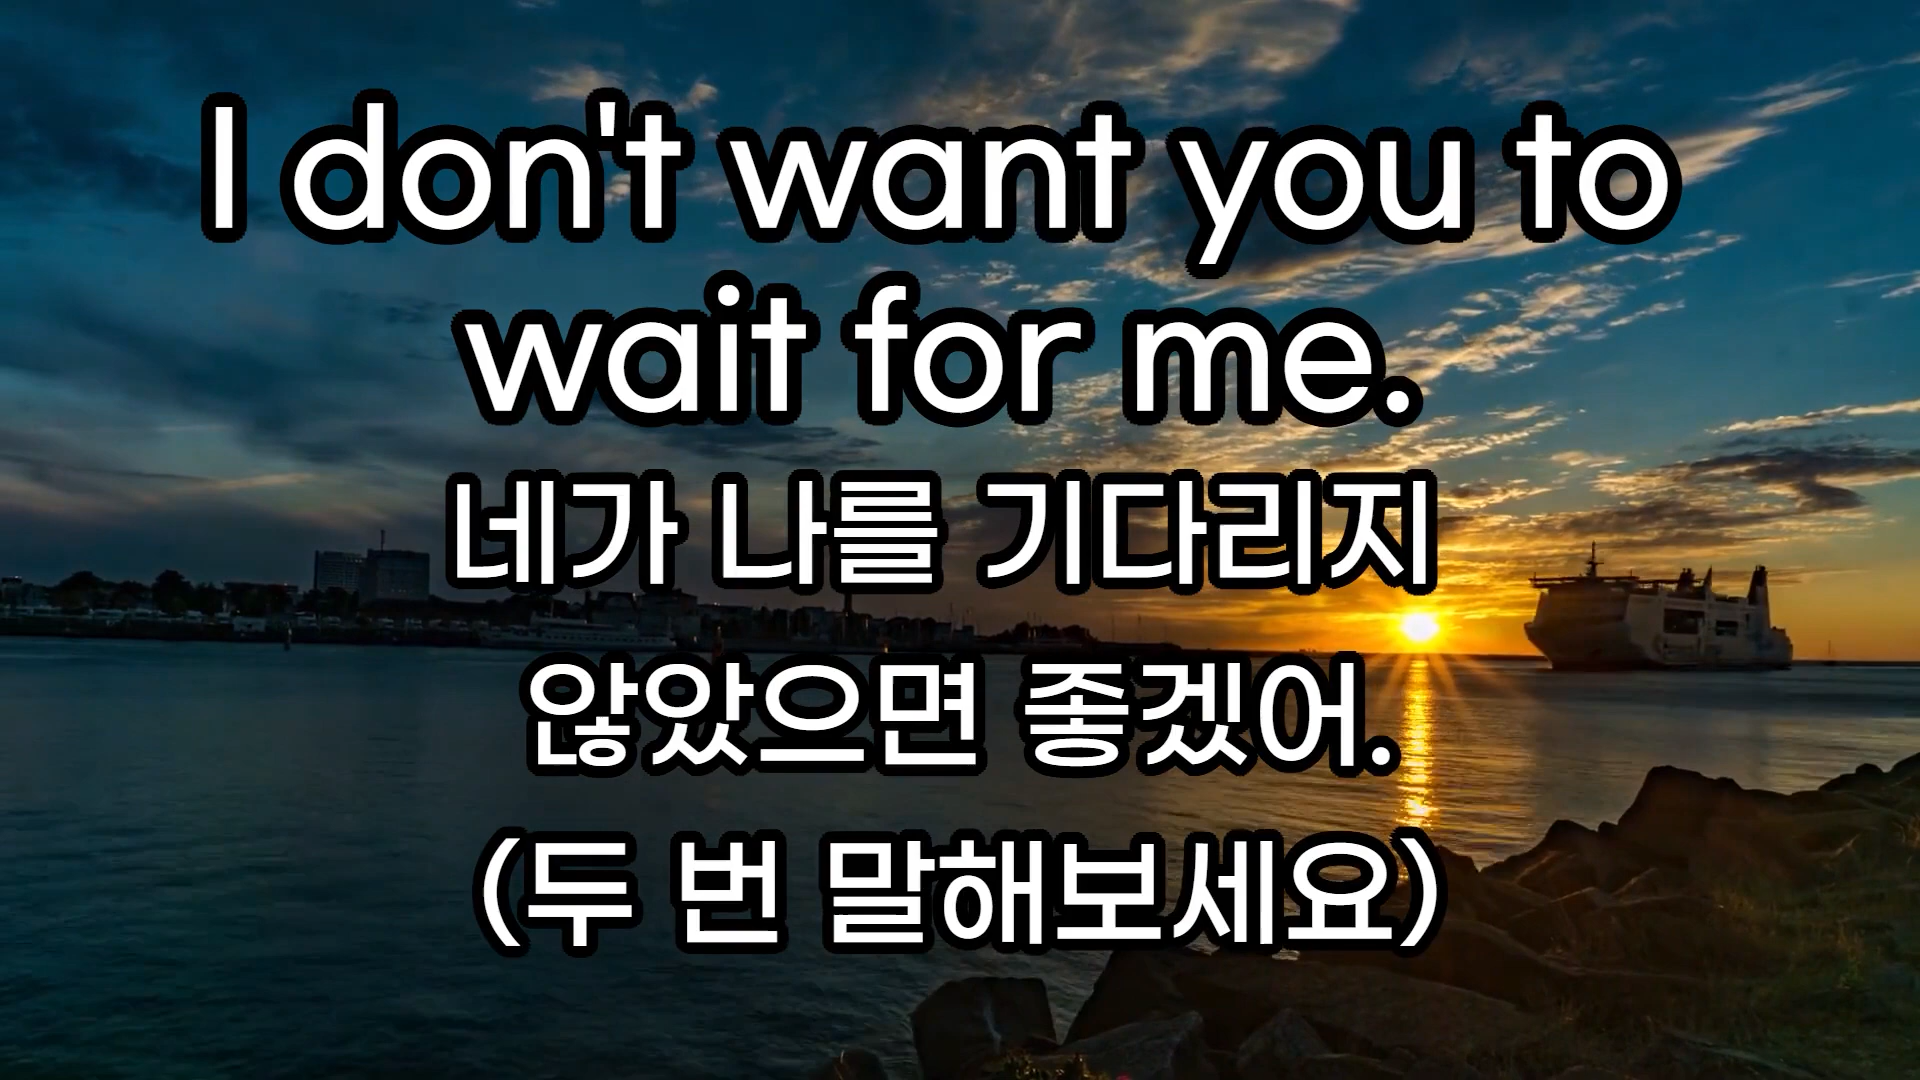 I don't want you to
wait for me.
네가 나를 기다리지
않았으면 좋겠어.
(두 번 말해보세요)